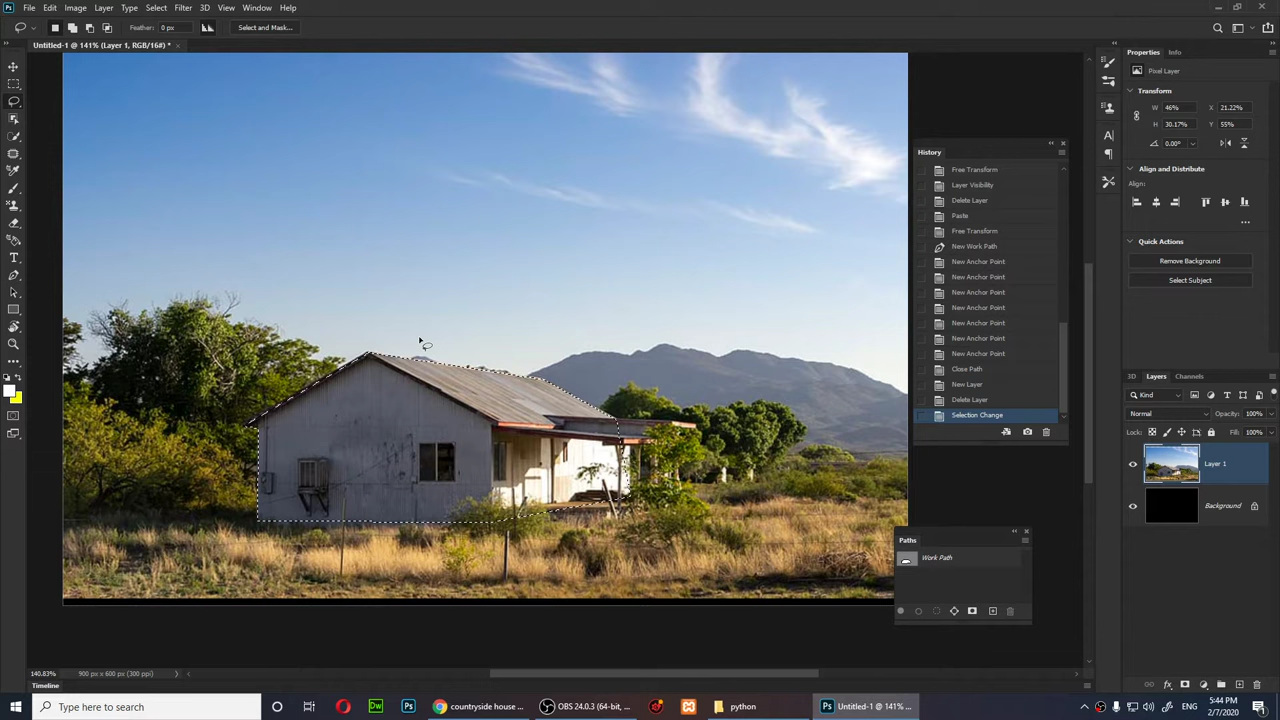 File Edit Image Layer Type Select Filter 3D View Window Help
Feather: 0 px Select and Mask...
Untitled-1 @ 141% (Layer 1, RGB/16#) *
Properties Info
Pixel Layer
Transform
W 46% X 21.22%
H 30.17% Y 55%
0.00°
Align and Distribute
Align:
Quick Actions
Remove Background
Select Subject
History
Free Transform
Layer Visibility
Delete Layer
Paste
Free Transform
New Work Path
New Anchor Point
New Anchor Point
New Anchor Point
New Anchor Point
New Anchor Point
New Anchor Point
New Anchor Point
Close Path
New Layer
Delete Layer
Selection Change
3D Layers Channels
Kind
Normal Opacity: 100%
Lock: Fill: 100%
Layer 1
Background
Paths
Work Path
140.83% 900 px x 600 px (300 ppi)
Timeline
Type here to search
countryside house ...
OBS 24.0.3 (64-bit, ...
python
Untitled-1 @ 141% ...
5:44 PM
2/7/2020